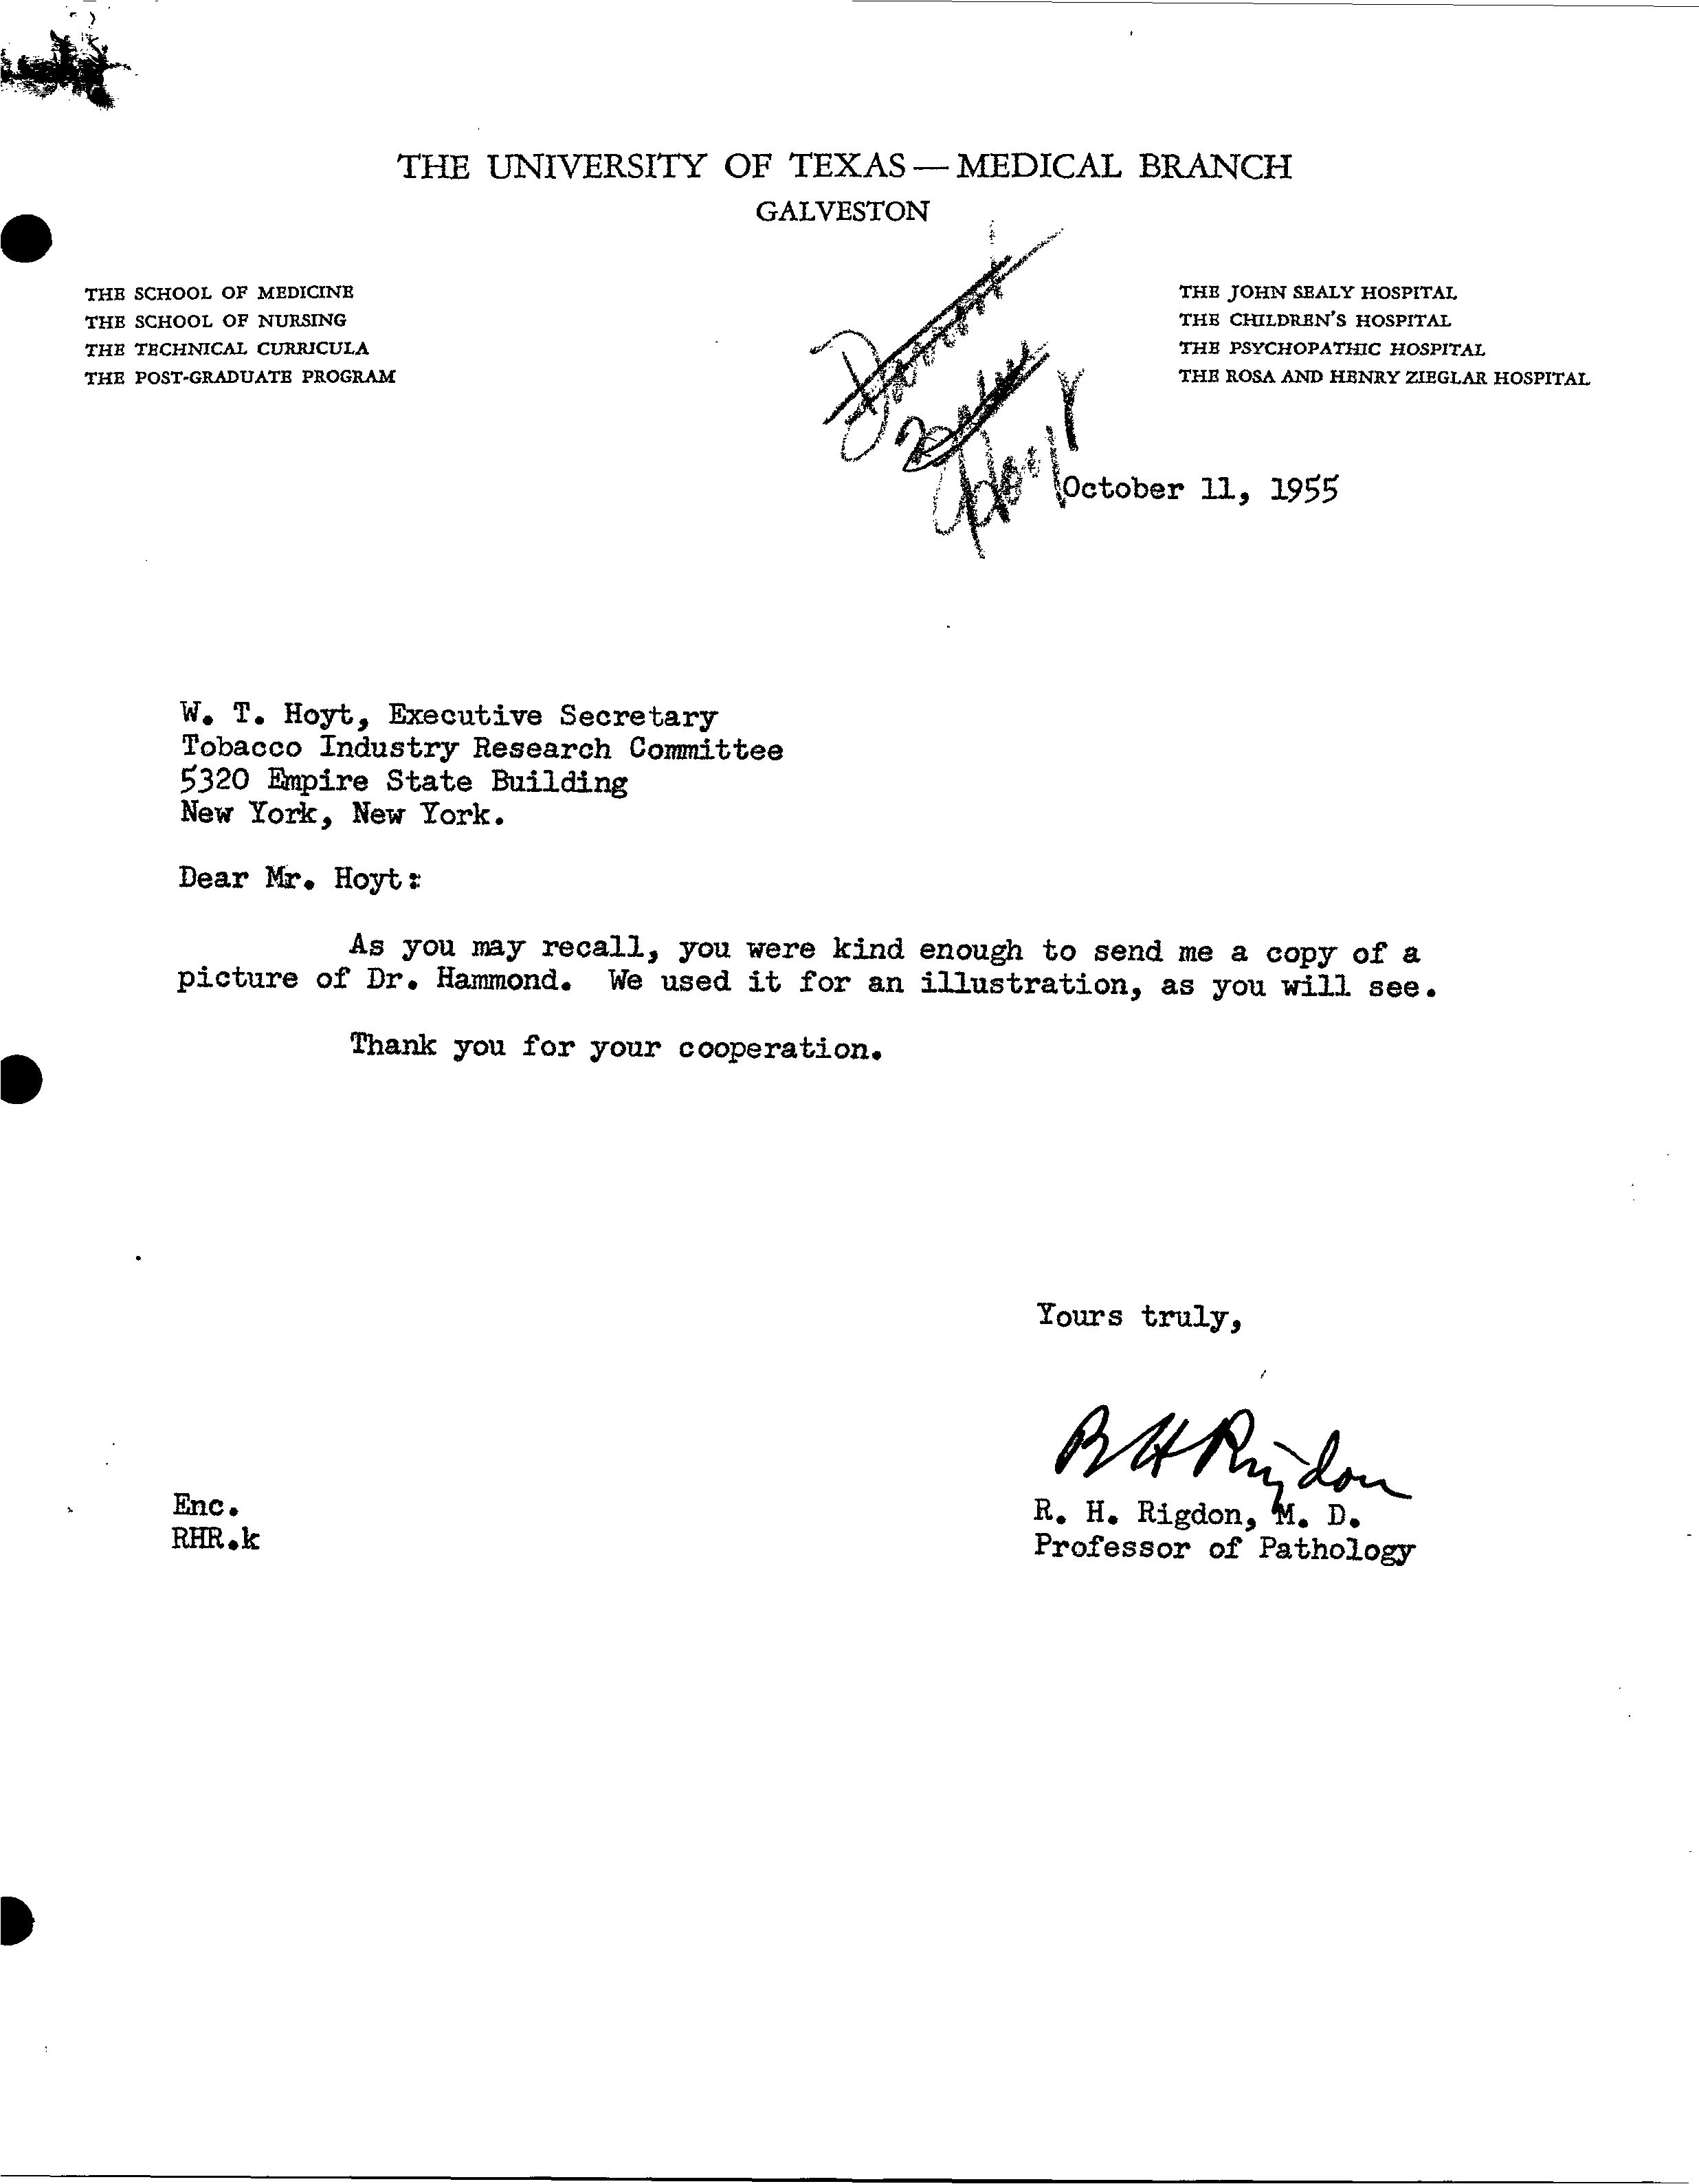 THE UNIVERSITY OF TEXAS — MEDICAL BRANCH
GALVESTON
THE SCHOOL OF MEDICINE
THE SCHOOL OF NURSING
THE TECHNICAL CURRICULA
THE POST-GRADUATE PROGRAM
THE JOHN SEALY HOSPITAL
THE CHILDREN'S HOSPITAL
THE PSYCHOPATHIC HOSPITAL
THE ROSA AND HENRY ZIEGLAR HOSPITAL
October 11, 1955
W. T. Hoyt, Executive Secretary
Tobacco Industry Research Committee
5320 Empire State Building
New York, New York.
Dear Mr. Hoyt:
As you may recall, you were kind enough to send me a copy of a
picture of Dr. Hammond. We used it for an illustration, as you will see.
Thank you for your cooperation.
Yours truly,
RHRigdon
Enc.
RHR.k
R. H. Rigdon, M. D.
Professor of Pathology